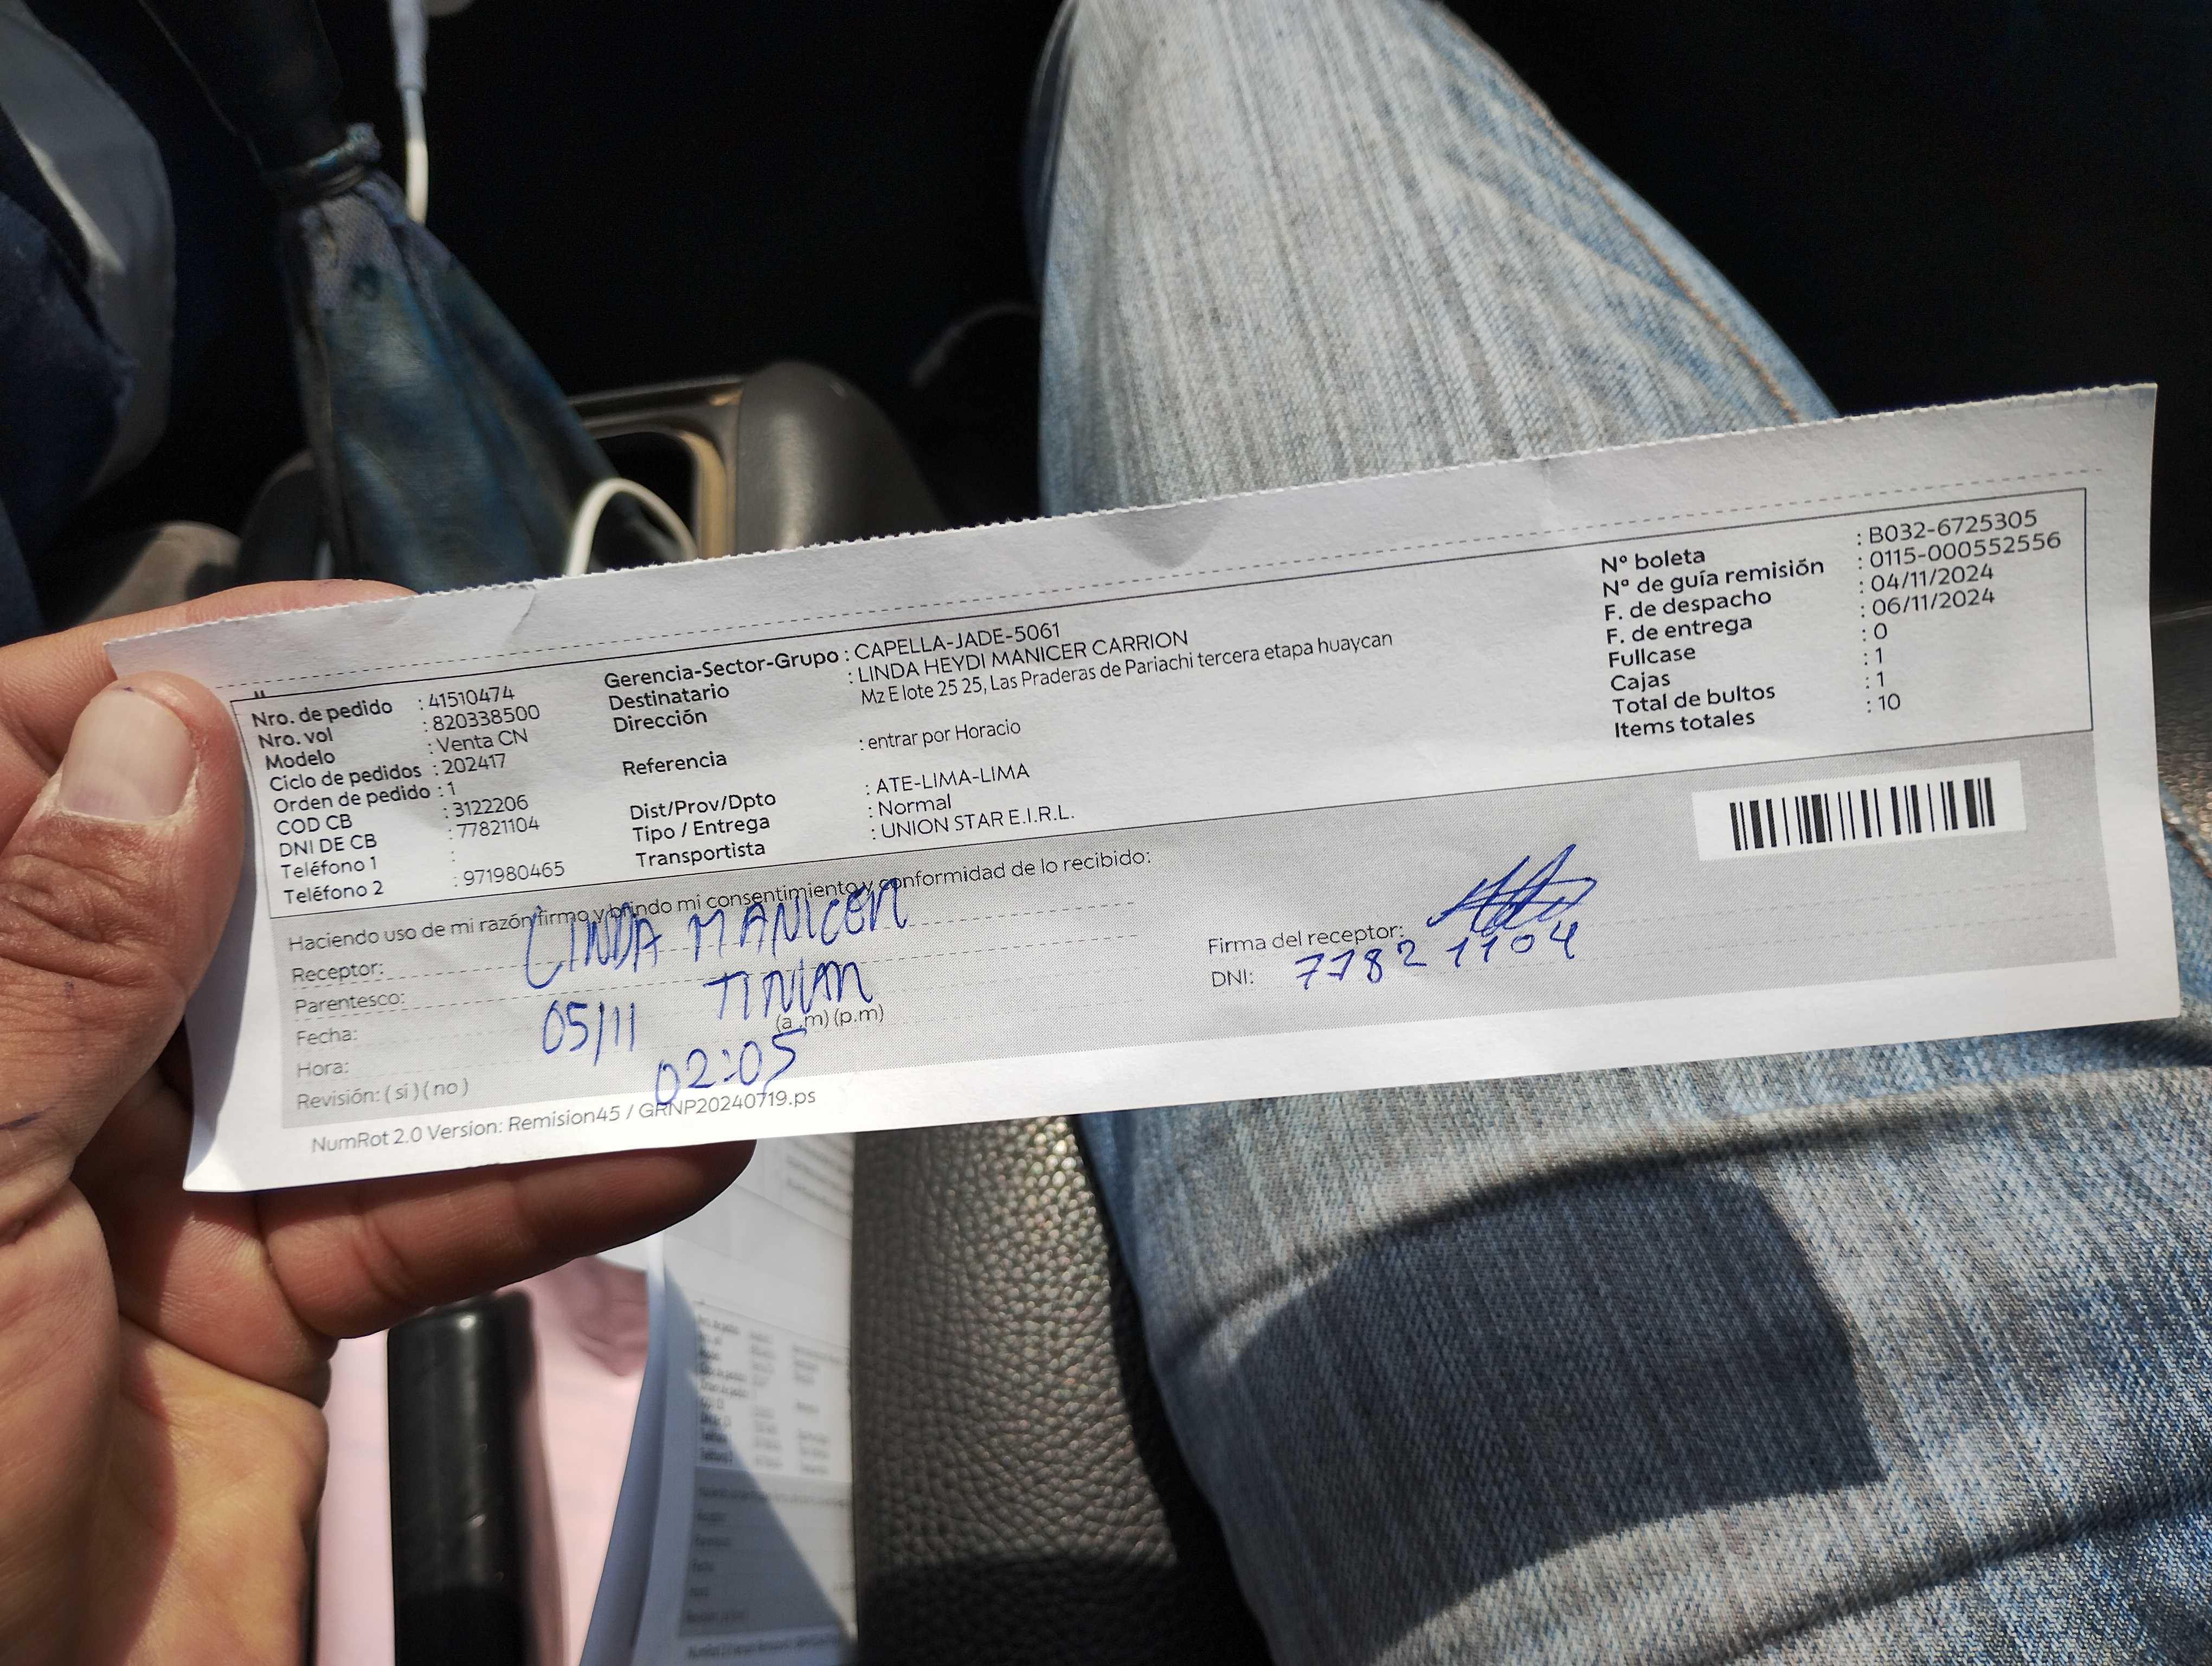 Nro. de pedido : 41510474
Nro. vol : 820338500
Modelo : Venta CN
Ciclo de pedidos : 202417
Orden de pedido : 1
COD CB : 3122206
DNI DE CB : 77821104
Teléfono 1 :
Teléfono 2 : 971980465
Gerencia-Sector-Grupo : CAPELLA-JADE-5061
Destinatario : LINDA HEYDI MANICER CARRION
Dirección Mz E lote 25 25, Las Praderas de Pariachi tercera etapa huaycan
Referencia : entrar por Horacio
Dist/Prov/Dpto : ATE-LIMA-LIMA
Tipo / Entrega : Normal
Transportista : UNION STAR E.I.R.L.
Nº boleta : B032-6725305
Nº de guía remisión : 0115-000552556
F. de despacho : 04/11/2024
F. de entrega : 06/11/2024
Fullcase : 0
Cajas : 1
Total de bultos : 1
Items totales : 10
Haciendo uso de mi razón firmo y brindo mi consentimiento y conformidad de lo recibido:
Receptor: LINDA MANICER
Parentesco:
Fecha: 05/11
Hora: 02:05 (a.m) (p.m)
Revisión: ( si ) ( no )
Firma del receptor:
DNI: 77821104
NumRot 2.0 Version: Remision45 / GRNP20240719.ps